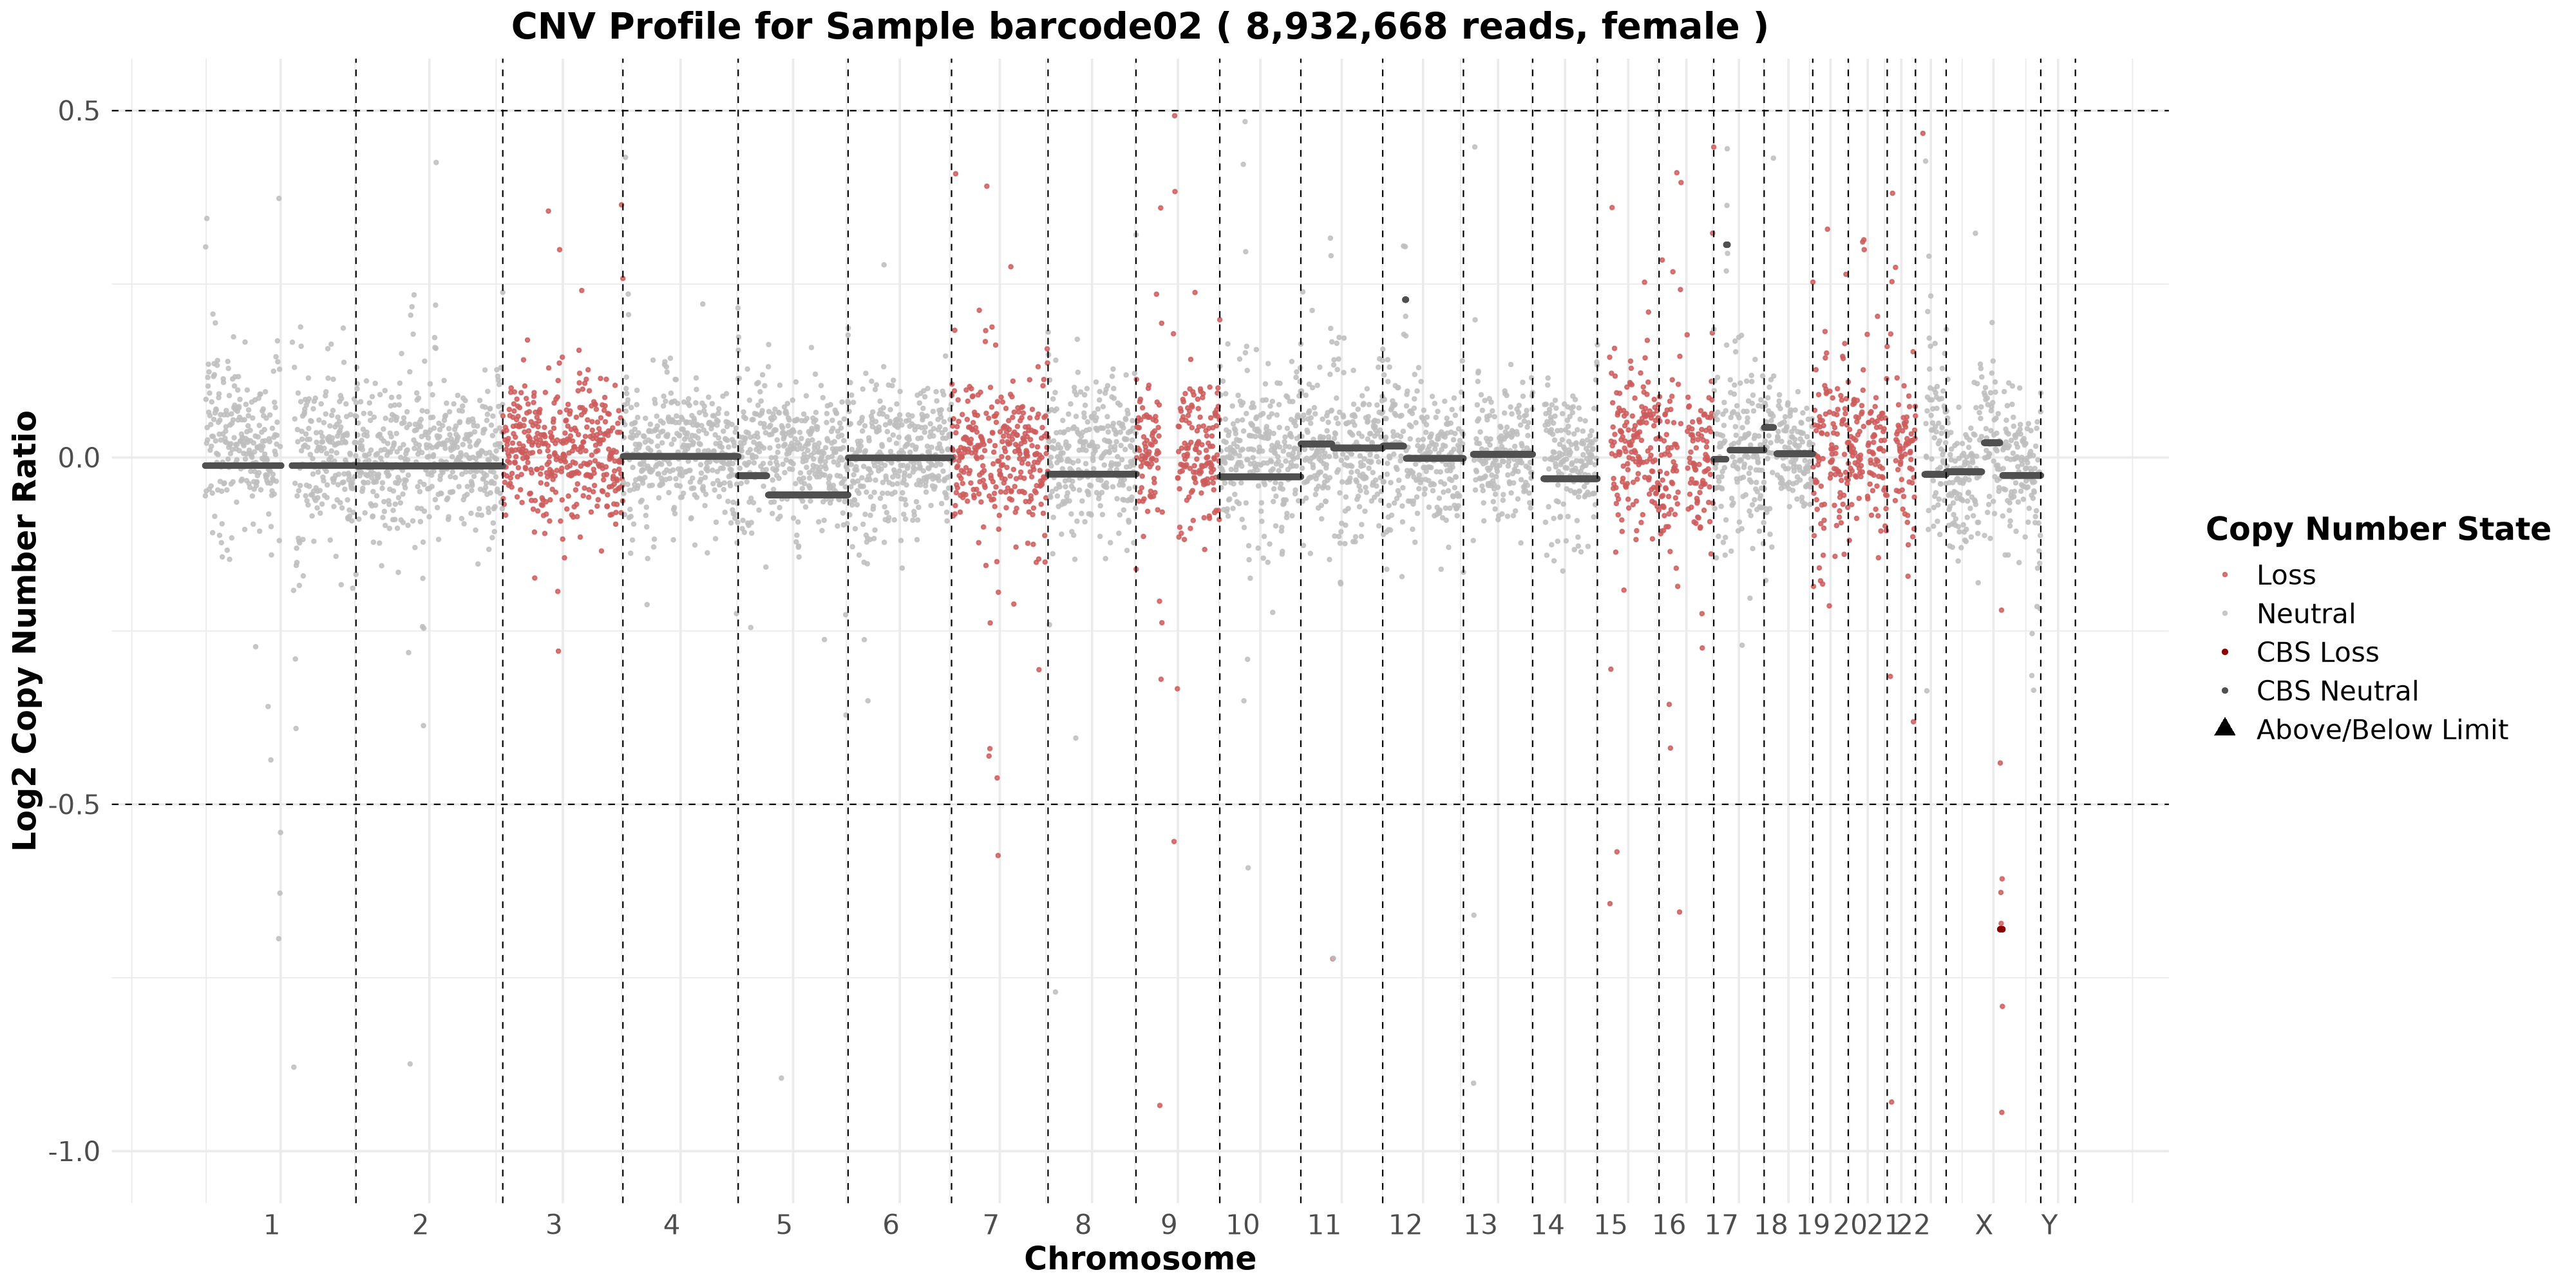 CNV Profile for Sample barcode02 ( 8,932,668 reads, female )
Log2 Copy Number Ratio
0.5
0.0
-0.5
-1.0
1 2 3 4 5 6 7 8 9 10 11 12 13 14 15 16 17 18 19 20 21 22 X Y
Chromosome
Copy Number State
Loss
Neutral
CBS Loss
CBS Neutral
Above/Below Limit